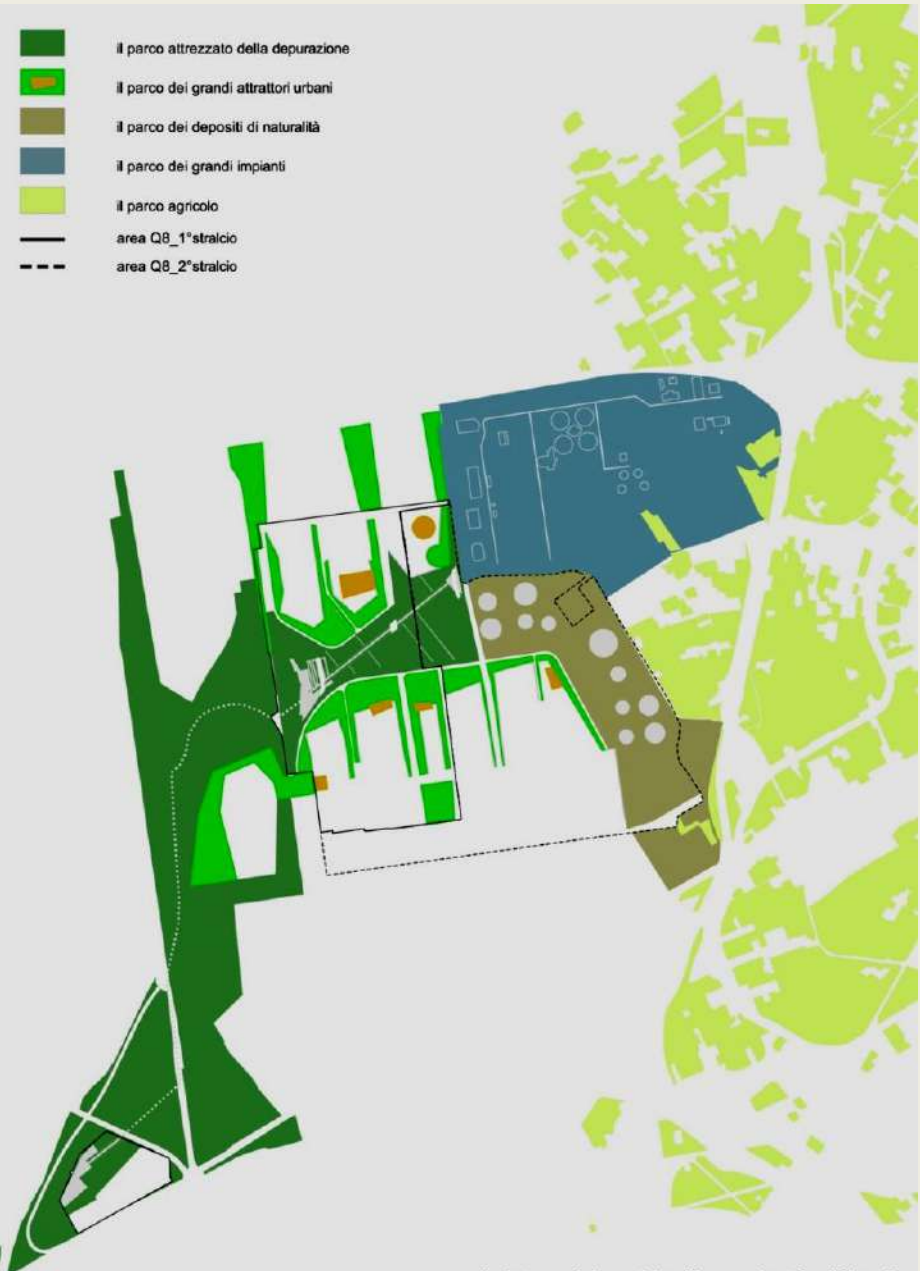 il parco attrezzato della depurazione
il parco dei grandi attrattori urbani
il parco dei depositi di naturalità
il parco dei grandi impianti
il parco agricolo
area Q8_1°stralcio
area Q8_2°stralcio